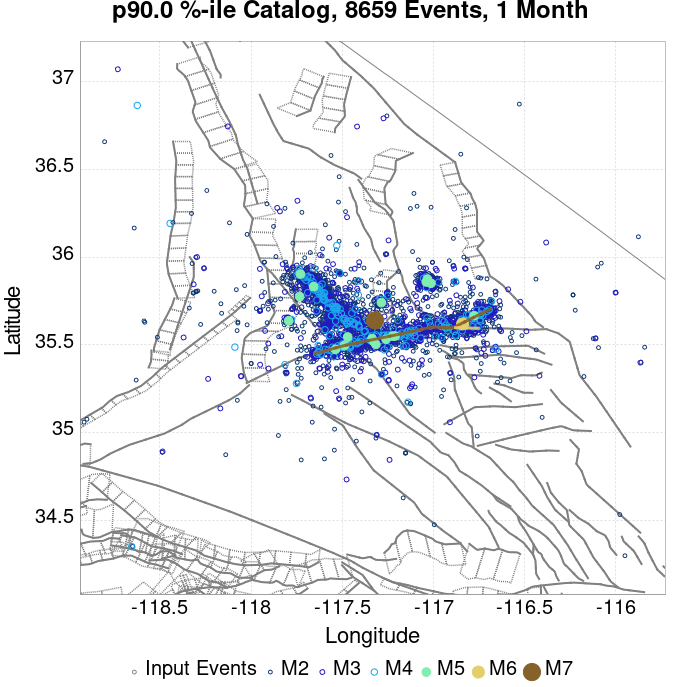 p90.0 %-ile Catalog, 8659 Events, 1 Month
37
36.5
36
35.5
35
34.5
Latitude
-118.5 -118 -117.5 -117 -116.5 -116
Longitude
Input Events M2 M3 M4 M5 M6 M7